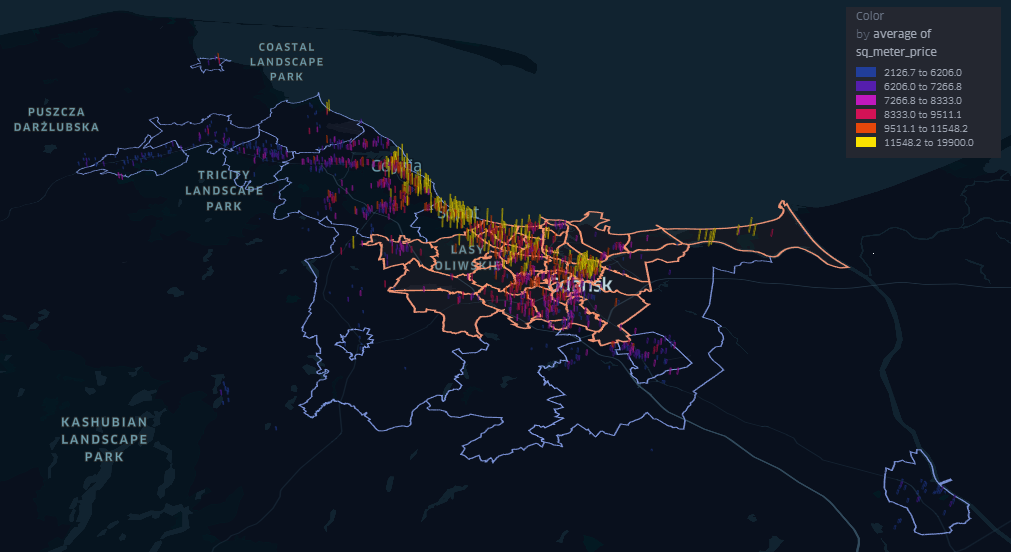 Color
by average of
sq_meter_price
2126.7 to 6206.0
6206.0 to 7266.8
7266.8 to 8333.0
8333.0 to 9511.1
9511.1 to 11548.2
11548.2 to 19900.0
COASTAL
LANDSCAPE
PARK
PUSZCZA
DARŻLUBSKA
TRICITY
LANDSCAPE
PARK
Gdynia
Sopot
LASY
OLIWSKIE
Gdańsk
KASHUBIAN
LANDSCAPE
PARK